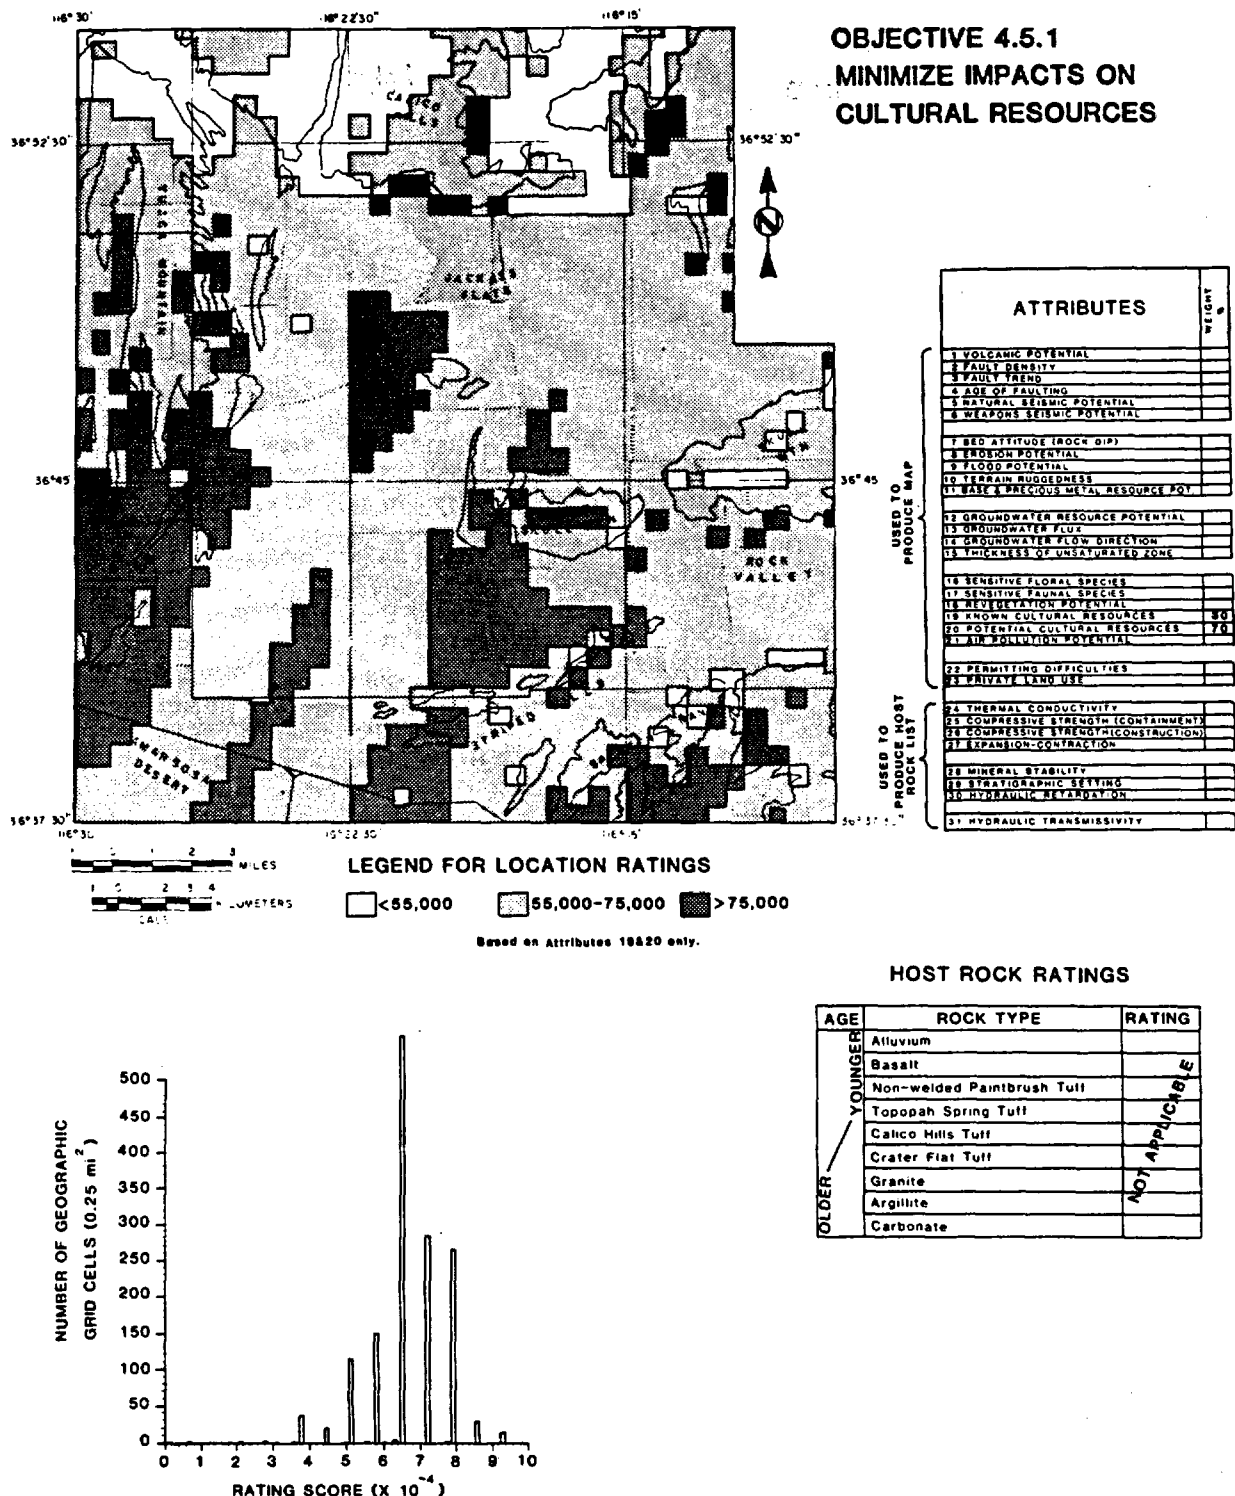 OBJECTIVE 4.5.1
MINIMIZE IMPACTS ON
CULTURAL RESOURCES
116°30'
116°15'
36°52'30"
36°52'30"
CALICO
YUCCA MOUNTAIN
JACKASS
FLATS
36°45'
36°45'
ROCK
VALLEY
STRIPED
DESERT
116°30'
MILES
LEGEND FOR LOCATION RATINGS
<55,000
55,000-75,000
>75,000
Based on Attributes 19&20 only.
ATTRIBUTES
WEIGHT %
USED TO
PRODUCE MAP
1 VOLCANIC POTENTIAL
2 FAULT DENSITY
3 FAULT TREND
4 AGE OF FAULTING
5 NATURAL SEISMIC POTENTIAL
6 WEAPONS SEISMIC POTENTIAL
7 BED ATTITUDE (ROCK DIP)
8 EROSION POTENTIAL
9 FLOOD POTENTIAL
10 TERRAIN RUGGEDNESS
11 BASE & PRECIOUS METAL RESOURCE POT.
12 GROUNDWATER RESOURCE POTENTIAL
13 GROUNDWATER FLUX
14 GROUNDWATER FLOW DIRECTION
15 THICKNESS OF UNSATURATED ZONE
16 SENSITIVE FLORAL SPECIES
17 SENSITIVE FAUNAL SPECIES
18 REVEGETATION POTENTIAL
19 KNOWN CULTURAL RESOURCES 30
20 POTENTIAL CULTURAL RESOURCES 70
21 AIR POLLUTION POTENTIAL
22 PERMITTING DIFFICULTIES
23 PRIVATE LAND USE
USED TO
PRODUCE HOST
ROCK LIST
24 THERMAL CONDUCTIVITY
25 COMPRESSIVE STRENGTH (CONTAINMENT)
26 COMPRESSIVE STRENGTH (CONSTRUCTION)
27 EXPANSION-CONTRACTION
28 MINERAL STABILITY
29 STRATIGRAPHIC SETTING
30 HYDRAULIC RETARDATION
31 HYDRAULIC TRANSMISSIVITY
HOST ROCK RATINGS
AGE ROCK TYPE RATING
OLDER YOUNGER
Alluvium
Basalt
Non-welded Paintbrush Tuff
Topopah Spring Tuff
Calico Hills Tuff
Crater Flat Tuff
Granite
Argillite
Carbonate
NOT APPLICABLE
NUMBER OF GEOGRAPHIC
GRID CELLS (0.25 mi²)
500
450
400
350
300
250
200
150
100
50
0
0 1 2 3 4 5 6 7 8 9 10
RATING SCORE (X 10⁻⁴)